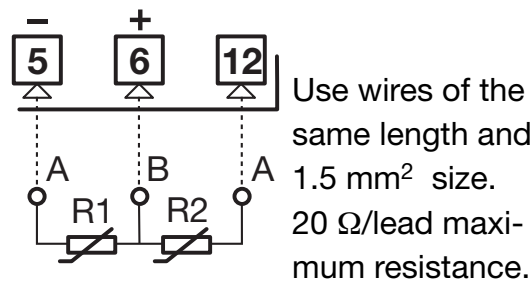 − +
5 6 12
A B A
R1 R2
Use wires of the
same length and
1.5 mm² size.
20 Ω/lead maxi-
mum resistance.